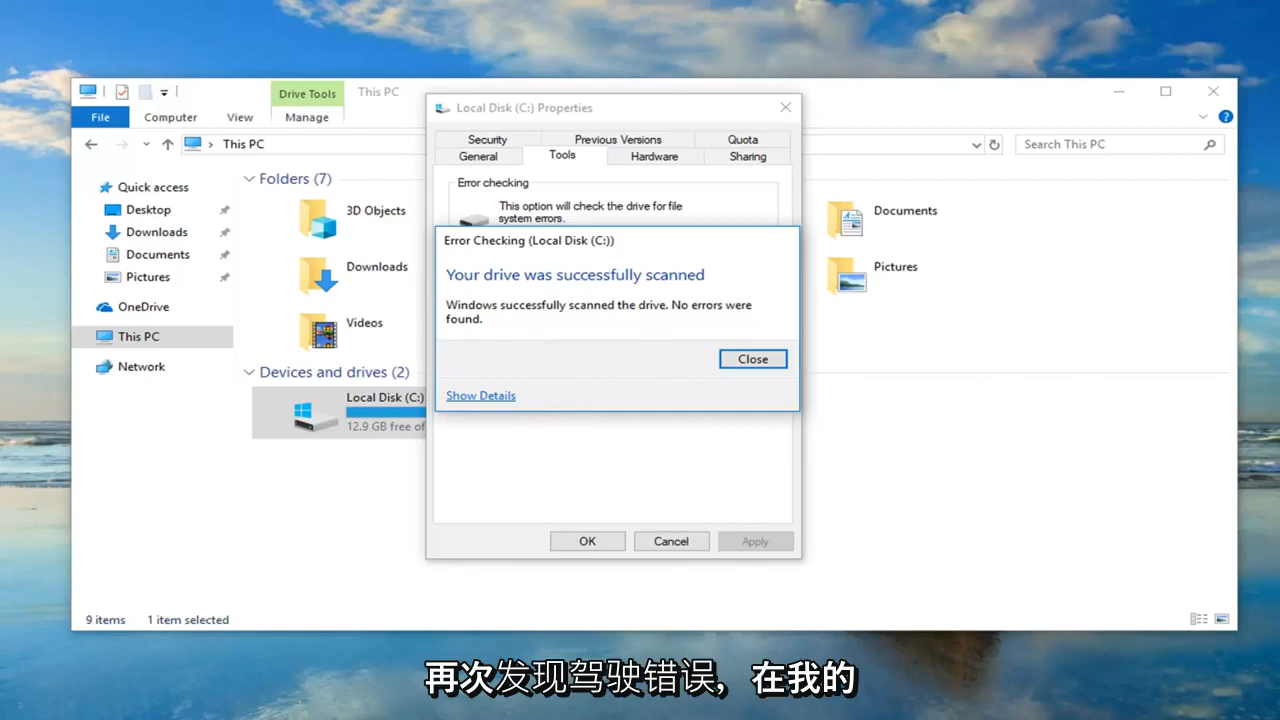 Drive Tools
This PC
File
Computer
View
Manage
This PC
Search This PC
Quick access
Desktop
Downloads
Documents
Pictures
OneDrive
This PC
Network
Folders (7)
3D Objects
Downloads
Videos
Documents
Pictures
Devices and drives (2)
Local Disk (C:)
12.9 GB free of
Local Disk (C:) Properties
Security
Previous Versions
Quota
General
Tools
Hardware
Sharing
Error checking
This option will check the drive for file
system errors.
Error Checking (Local Disk (C:))
Your drive was successfully scanned
Windows successfully scanned the drive. No errors were
found.
Close
Show Details
OK
Cancel
Apply
9 items
1 item selected
再次发现驾驶错误，在我的